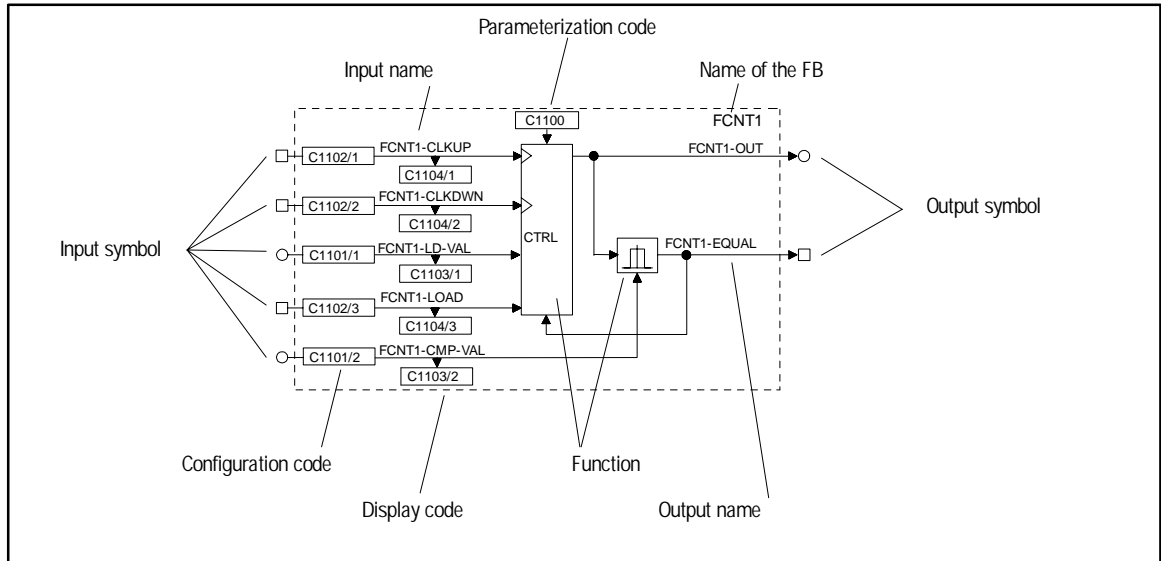 Parameterization code
Input name
Name of the FB
C1100
FCNT1
C1102/1
FCNT1-CLKUP
FCNT1-OUT
C1104/1
C1102/2
FCNT1-CLKDWN
C1104/2
Output symbol
Input symbol
CTRL
FCNT1-EQUAL
C1101/1
FCNT1-LD-VAL
C1103/1
C1102/3
FCNT1-LOAD
C1104/3
C1101/2
FCNT1-CMP-VAL
C1103/2
Configuration code
Function
Display code
Output name